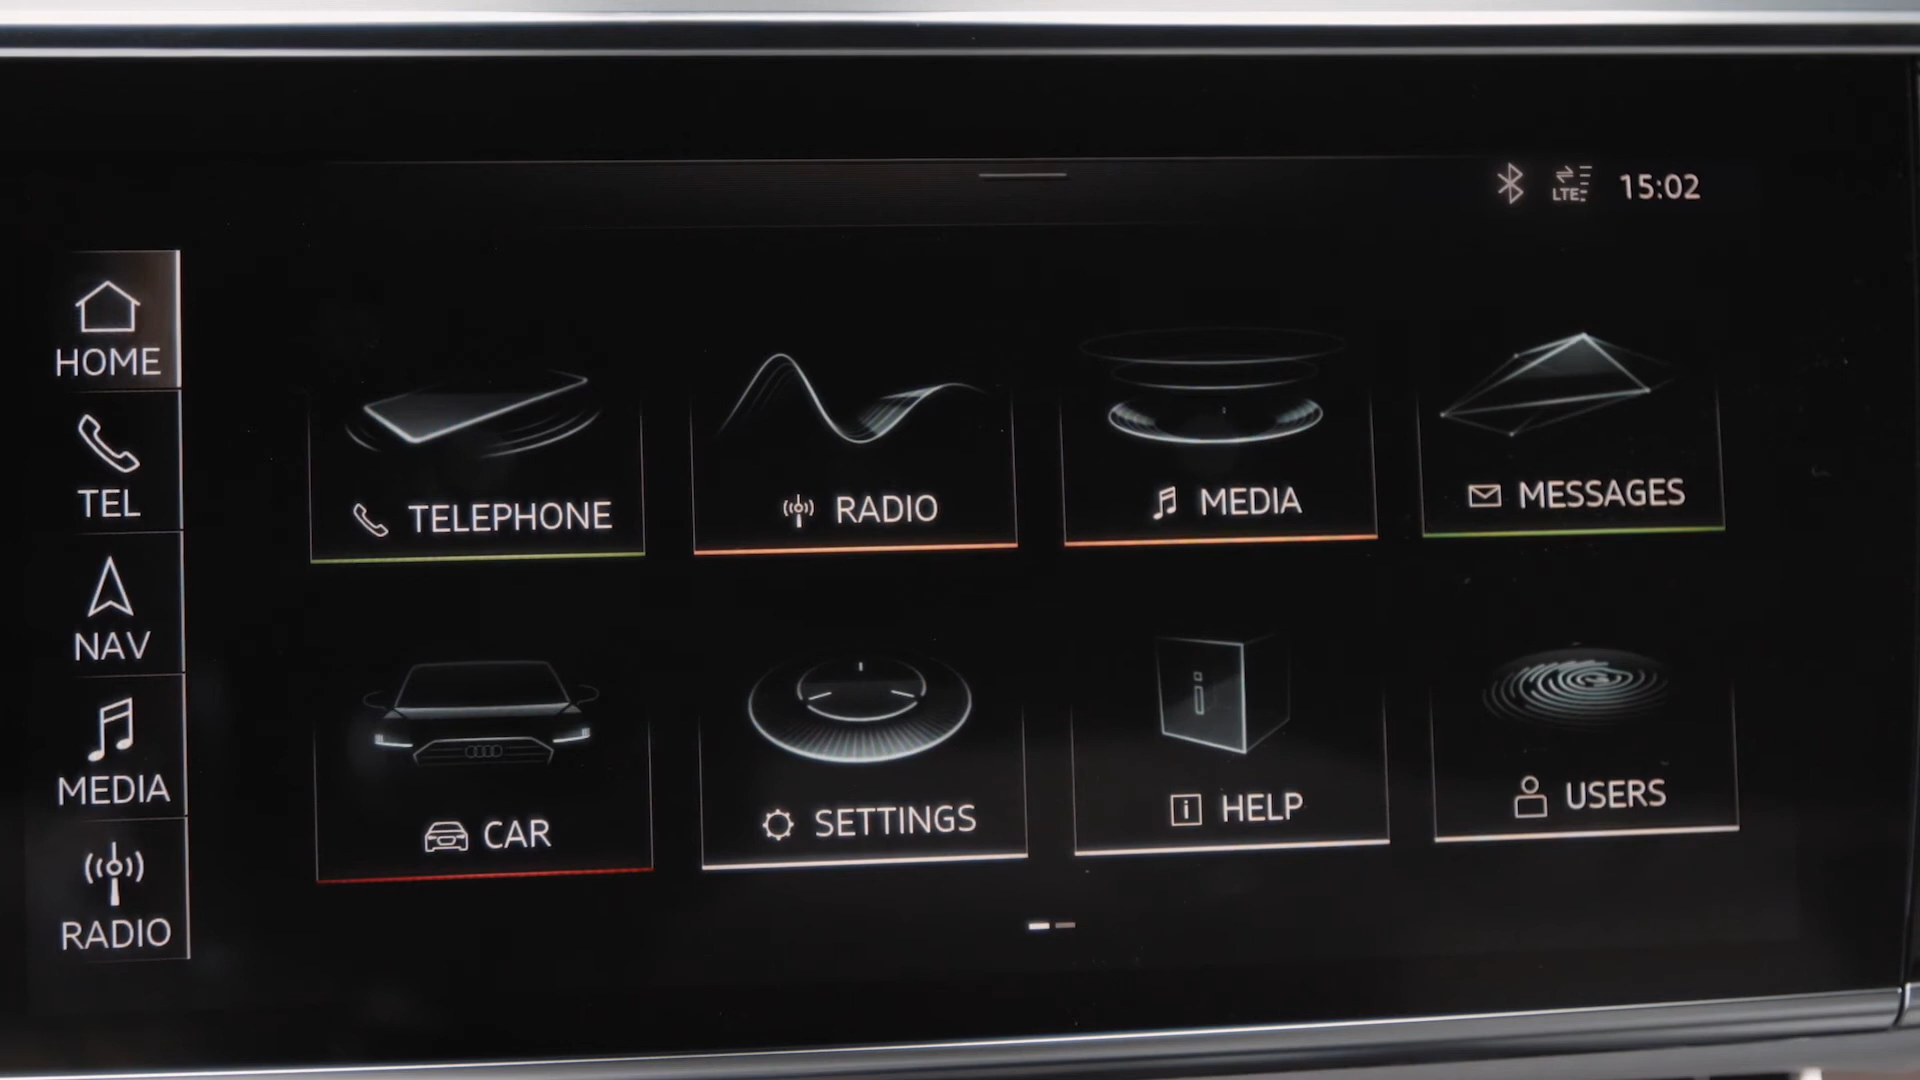 LTE 15:02
HOME
TEL
NAV
MEDIA
RADIO
TELEPHONE
RADIO
MEDIA
MESSAGES
CAR
SETTINGS
i
i HELP
USERS